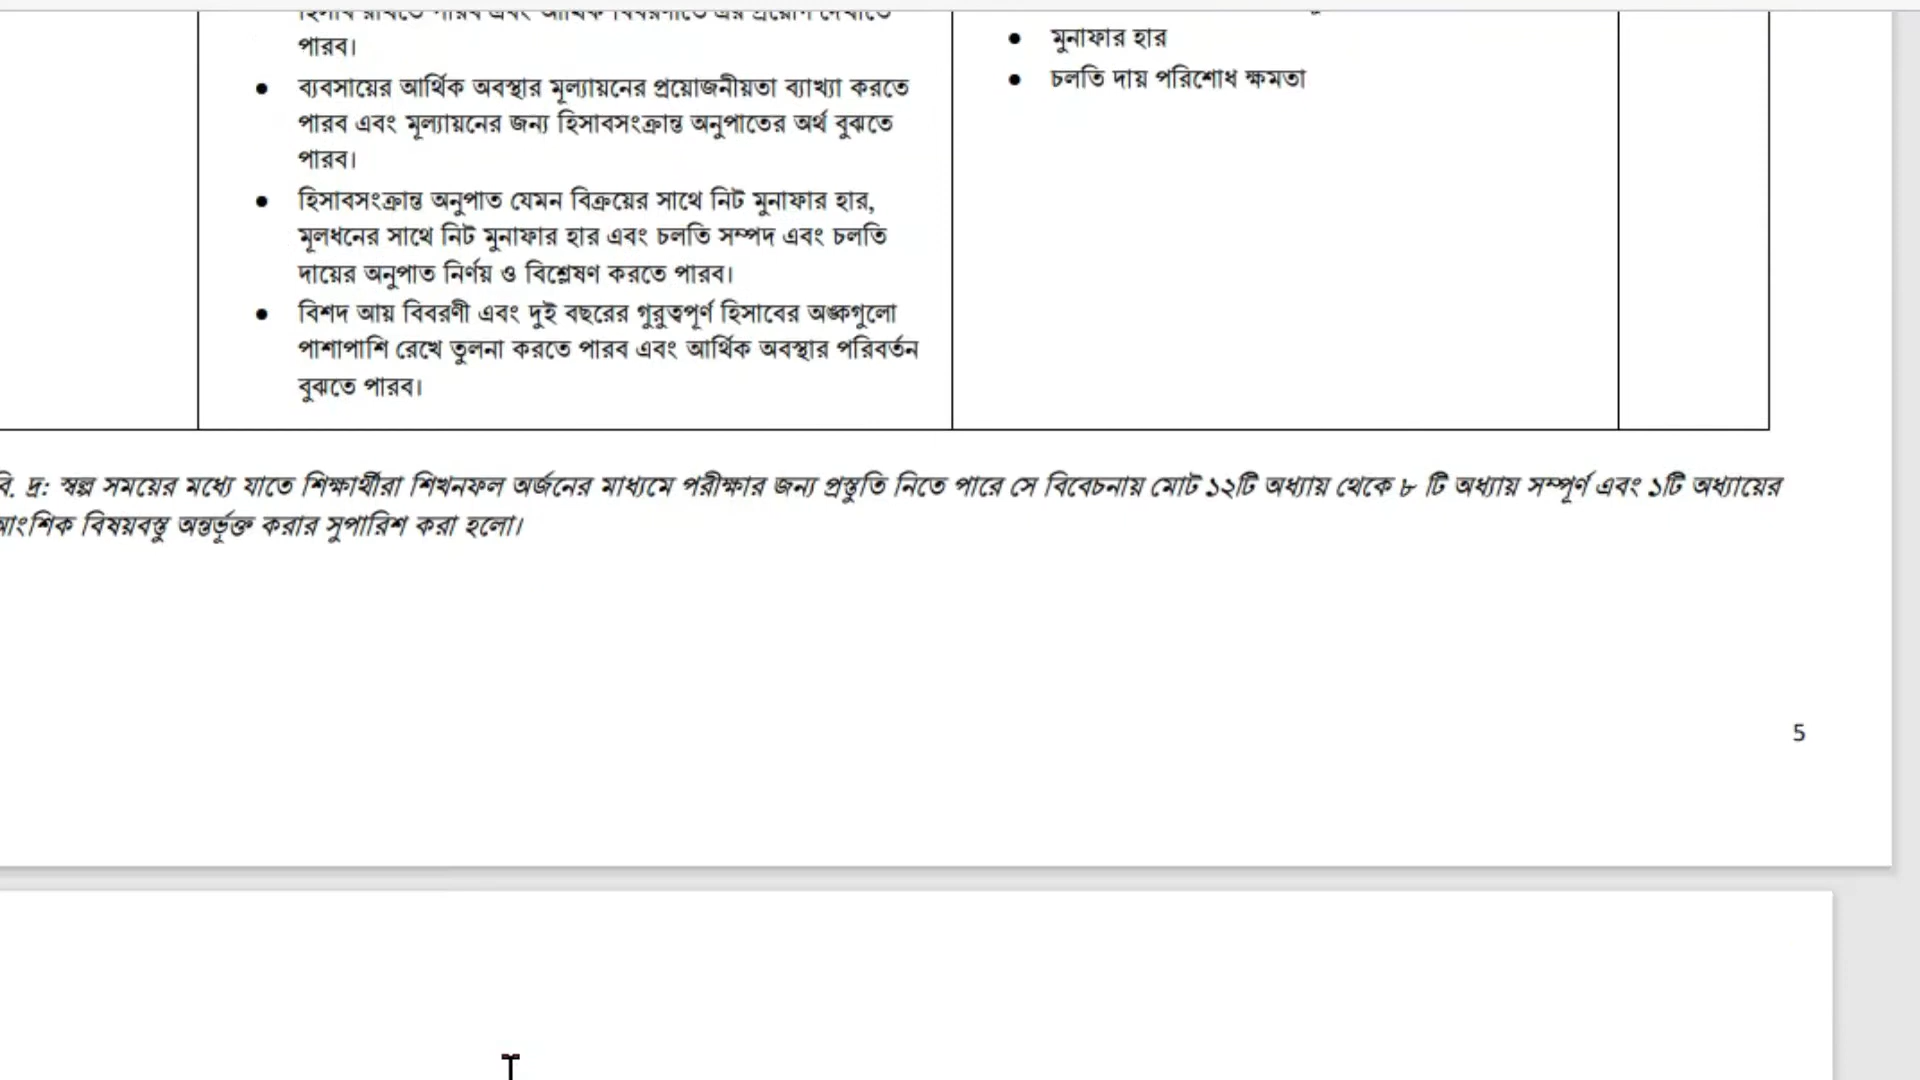 পারব।
ব্যবসায়ের আর্থিক অবস্থার মূল্যায়নের প্রয়োজনীয়তা ব্যাখ্যা করতে
পারব এবং মূল্যায়নের জন্য হিসাবসংক্রান্ত অনুপাতের অর্থ বুঝতে
পারব।
হিসাবসংক্রান্ত অনুপাত যেমন বিক্রয়ের সাথে নিট মুনাফার হার,
মূলধনের সাথে নিট মুনাফার হার এবং চলতি সম্পদ এবং চলতি
দায়ের অনুপাত নির্ণয় ও বিশ্লেষণ করতে পারব।
বিশদ আয় বিবরণী এবং দুই বছরের গুরুত্বপূর্ণ হিসাবের অঙ্কগুলো
পাশাপাশি রেখে তুলনা করতে পারব এবং আর্থিক অবস্থার পরিবর্তন
বুঝতে পারব।
মুনাফার হার
চলতি দায় পরিশোধ ক্ষমতা
বি. দ্র: স্বল্প সময়ের মধ্যে যাতে শিক্ষার্থীরা শিখনফল অর্জনের মাধ্যমে পরীক্ষার জন্য প্রস্তুতি নিতে পারে সে বিবেচনায় মোট ১২টি অধ্যায় থেকে ৮ টি অধ্যায় সম্পূর্ণ এবং ১টি অধ্যায়ের
আংশিক বিষয়বস্তু অন্তর্ভূক্ত করার সুপারিশ করা হলো।
5